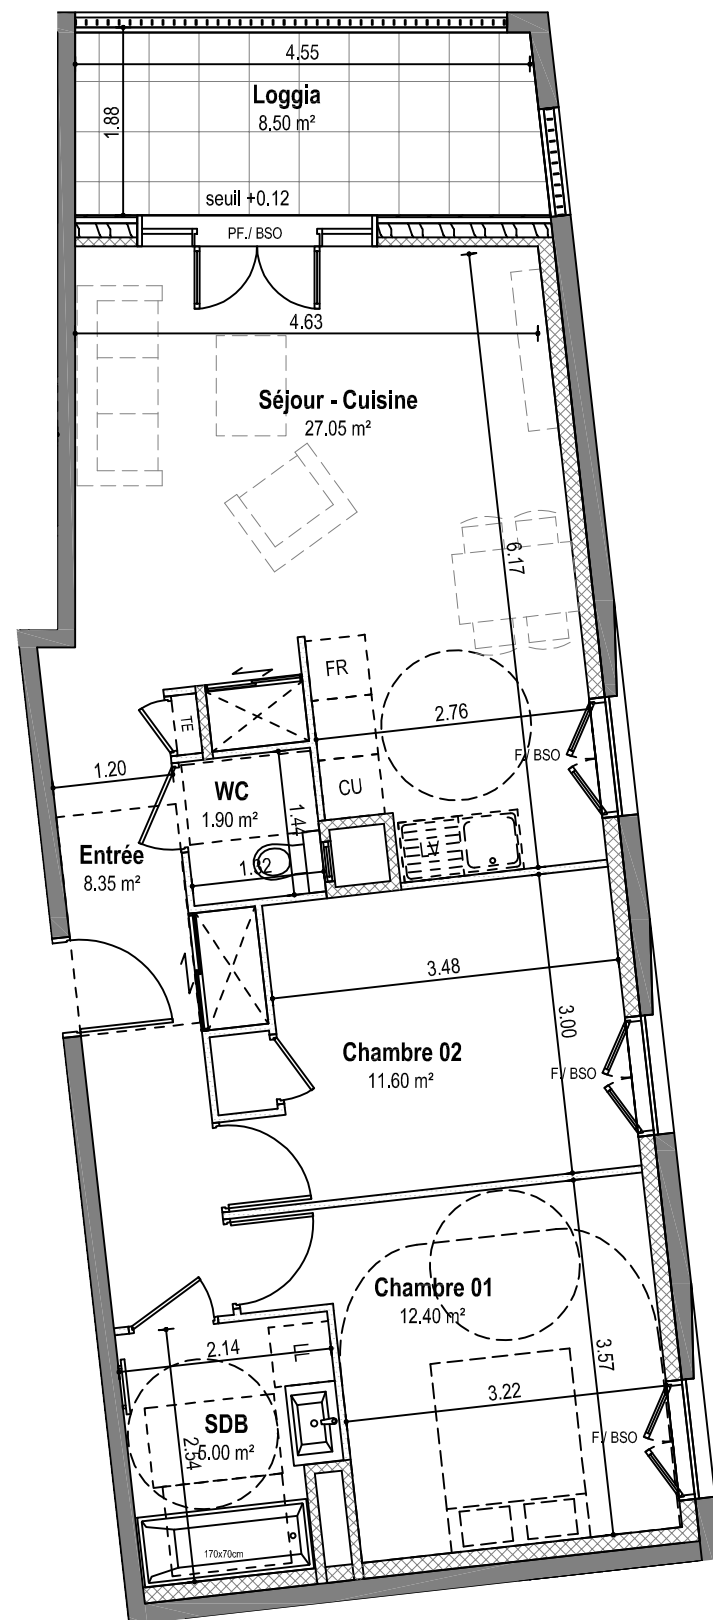 4.55
Loggia
8.50 m²
1.88
seuil +0.12
PF./ BSO
4.63
Séjour - Cuisine
27.05 m²
6.17
FR
TE
2.76
F./ BSO
1.20
WC
1.90 m²
1.44
CU
LV
1.32
Entrée
8.35 m²
3.48
3.00
Chambre 02
11.60 m²
F./ BSO
Chambre 01
12.40 m²
LL
2.14
3.57
3.22
SDB
5.00 m²
2.54
F./ BSO
170x70cm